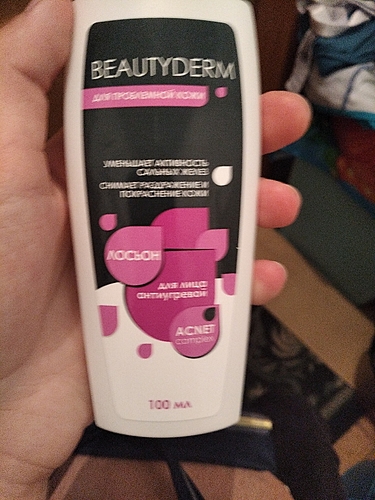 BEAUTYDERM
ДЛЯ ПРОБЛЕМНОЙ КОЖИ
УМЕНЬШАЕТ АКТИВНОСТЬ
САЛЬНЫХ ЖЕЛЕЗ
СНИМАЕТ РАЗДРАЖЕНИЕ И
ПОКРАСНЕНИЕ КОЖИ
ЛОСЬОН
для лица
антиугревой
ACNET
complex
100 мл